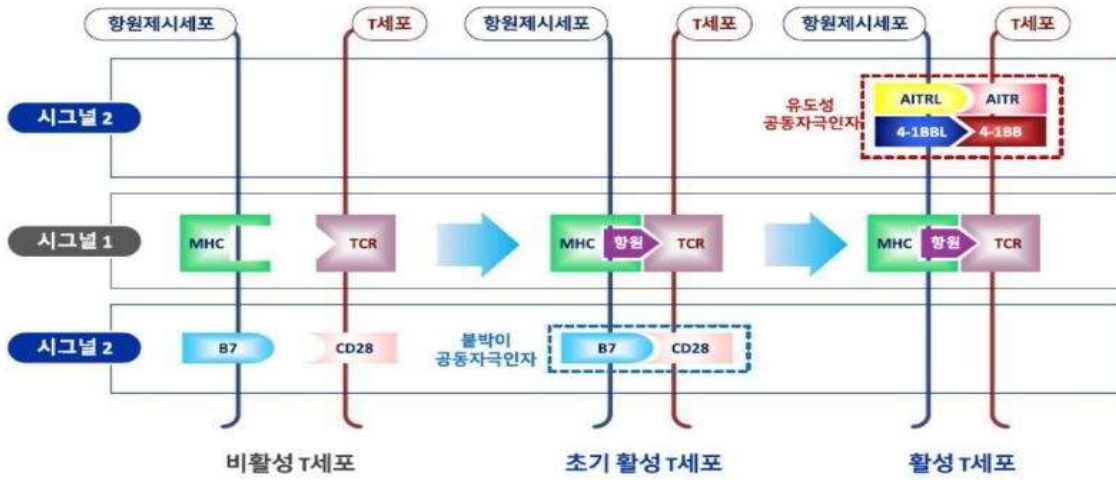 항원제시세포 T세포 항원제시세포 T세포 항원제시세포 T세포
시그널 2
유도성
공동자극인자
AITRL AITR
4-1BBL 4-1BB
시그널 1
MHC TCR MHC 항원 TCR MHC 항원 TCR
시그널 2
B7 CD28
붙박이
공동자극인자
B7 CD28
비활성 T세포 초기 활성 T세포 활성 T세포